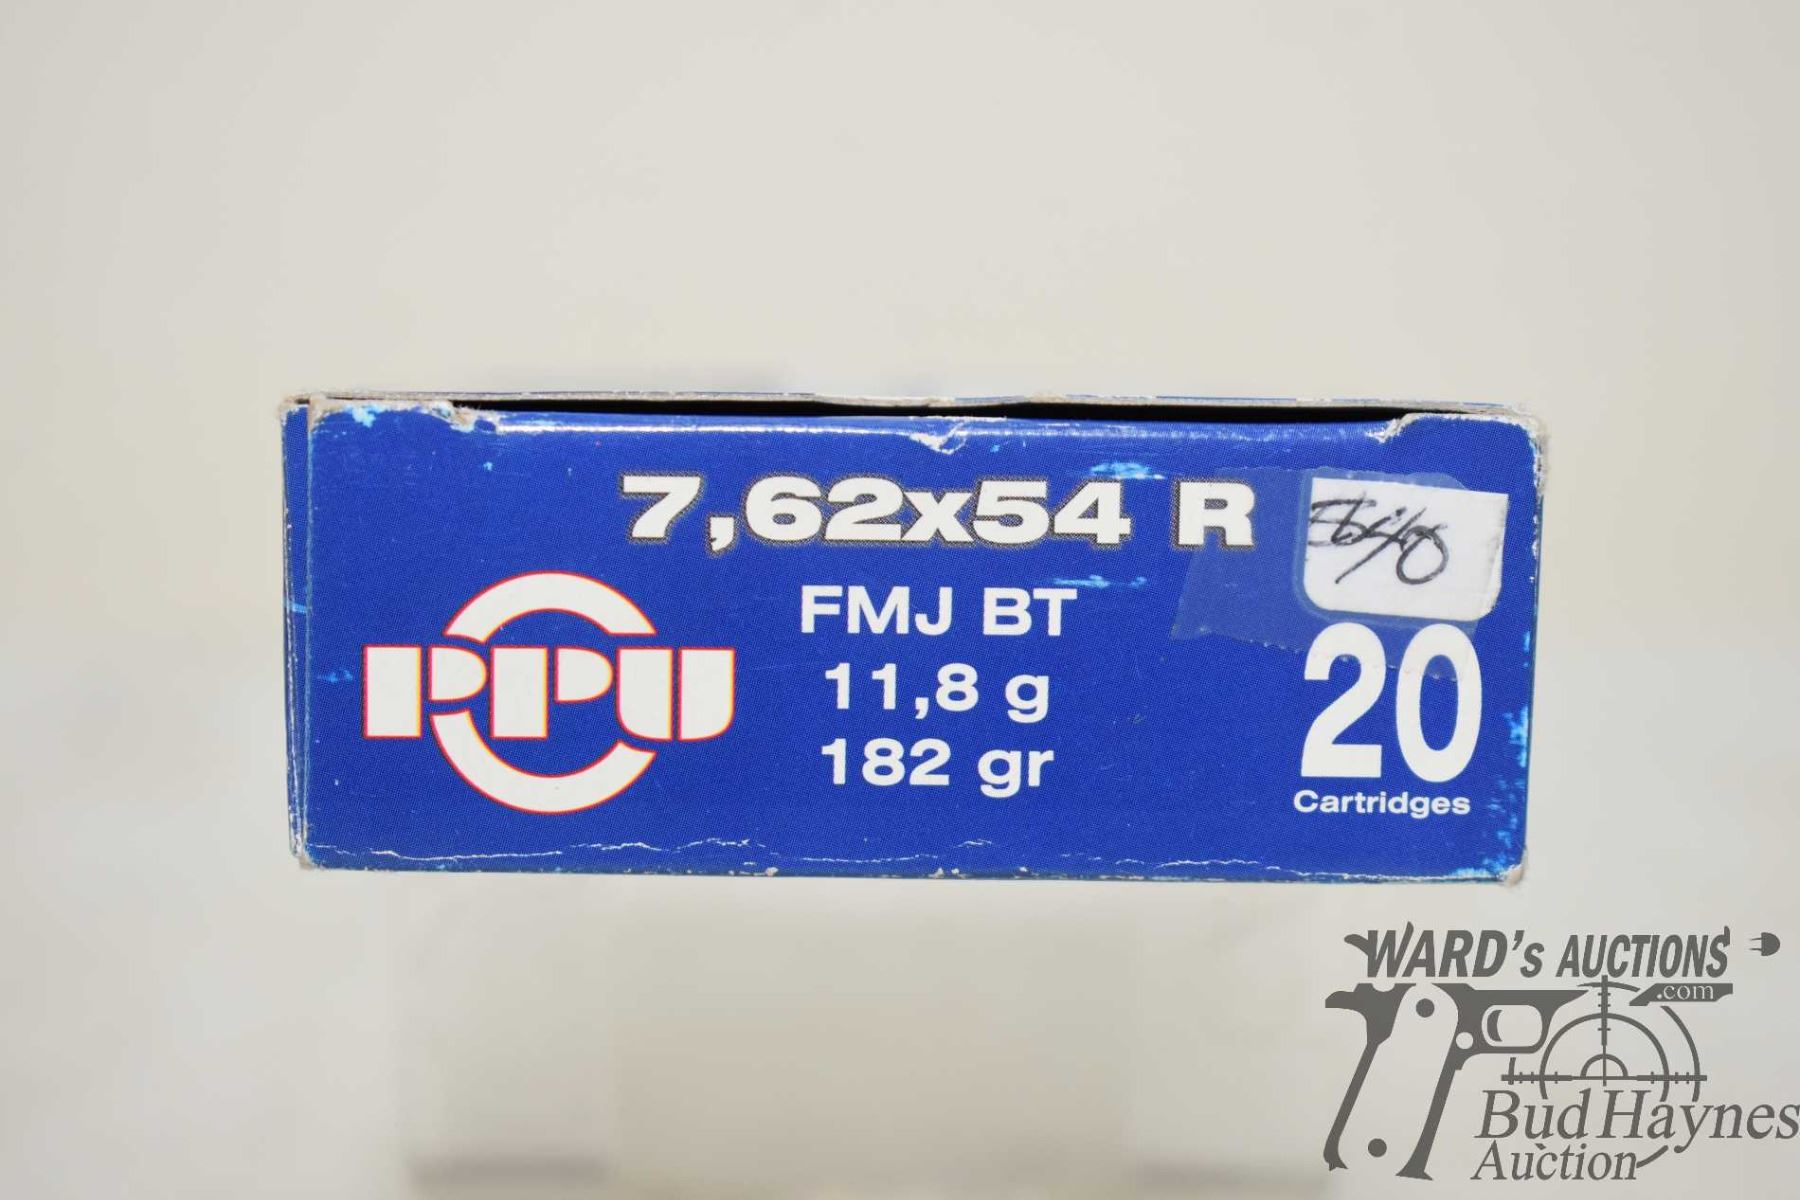 7,62x54 R
PPU
FMJ BT
11,8 g
182 gr
20
Cartridges
WARD's AUCTIONS
.com
Bud Haynes
Auction